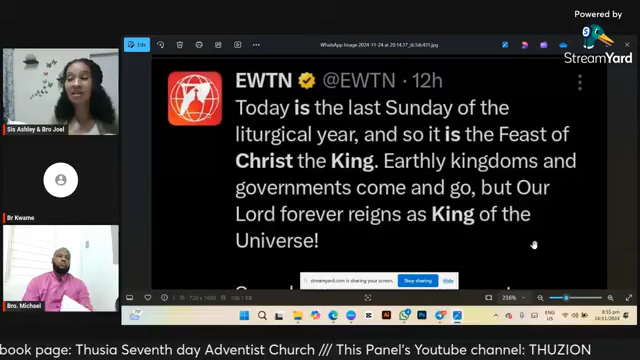 Powered by
StreamYard
Edit
WhatsApp Image 2024-11-24 at 20.14.37_dc5dc431.jpg
EWTN @EWTN · 12h
Today is the last Sunday of the
liturgical year, and so it is the Feast of
Christ the King. Earthly kingdoms and
governments come and go, but Our
Lord forever reigns as King of the
Universe!
Sis Ashley & Bro Joel
Br Kwame
Bro. Michael
streamyard.com is sharing your screen.
Stop sharing
Hide
236%
ENG
US
8:55 pm
24/11/2024
book page: Thusia Seventh day Adventist Church /// This Panel's Youtube channel: THUZION